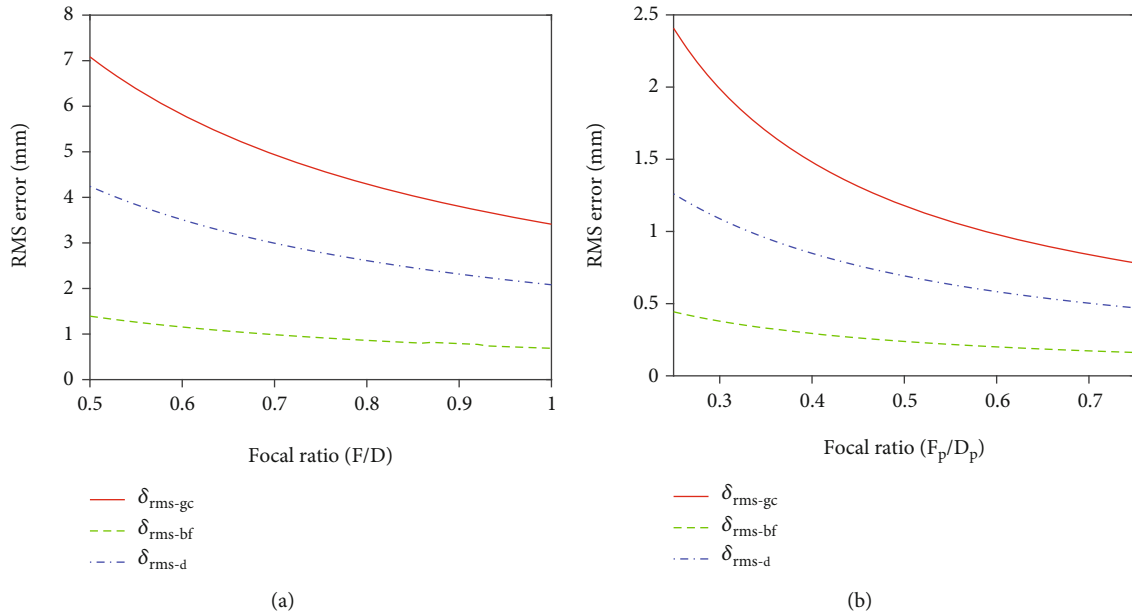 8
7
6
5
4
3
2
1
0
RMS error (mm)
0.5 0.6 0.7 0.8 0.9 1
Focal ratio (F/D)
δrms-gc
δrms-bf
δrms-d
(a)
2.5
2
1.5
1
0.5
0
RMS error (mm)
0.3 0.4 0.5 0.6 0.7
Focal ratio (Fp/Dp)
δrms-gc
δrms-bf
δrms-d
(b)